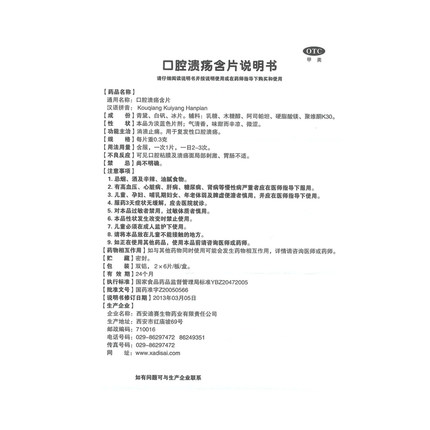 OTC
甲类
口腔溃疡含片说明书
请仔细阅读说明书并按说明使用或在药师指导下购买和使用
【药品名称】
通用名称：口腔溃疡含片
汉语拼音：Kouqiang Kuiyang Hanpian
【成　份】青黛、白矾、冰片。辅料：乳糖、木糖醇、阿司帕坦、硬脂酸镁、聚维酮K30。
【性　状】本品为淡蓝色片剂；气清香，味甜而辛凉、微涩。
【功能主治】消溃止痛。用于复发性口腔溃疡。
【规　格】每片重0.3克
【用法用量】含服，一次1片，一日2~3次。
【不良反应】可见口腔粘膜及溃疡面局部刺激，胃肠不适。
【禁　忌】尚不明确。
【注意事项】
1. 忌烟、酒及辛辣、油腻食物。
2. 有高血压、心脏病、肝病、糖尿病、肾病等慢性病严重者应在医师指导下服用。
3. 儿童、孕妇、哺乳期妇女、年老体弱及脾虚便溏者慎用，并应在医师指导下使用。
4. 服药3天症状无缓解，应去医院就诊。
5. 对本品过敏者禁用，过敏体质者慎用。
6. 本品性状发生改变时禁止使用。
7. 儿童必须在成人监护下使用。
8. 请将本品放在儿童不能接触的地方。
9. 如正在使用其他药品，使用本品前请咨询医师或药师。
【药物相互作用】如与其他药物同时使用可能会发生药物相互作用，详情请咨询医师或药师。
【贮　藏】密封。
【包　装】双铝，2×6片/板/盒。
【有 效 期】24个月
【执行标准】国家食品药品监督管理局标准YBZ20472005
【批准文号】国药准字Z20050566
【说明书修订日期】2013年03月05日
【生产企业】
企业名称：西安迪赛生物药业有限责任公司
生产地址：西安市红庙坡69号
邮政编码：710016
电话号码：029-86297472　86249351
传真号码：029-86297472
网　　址：www.xadisai.com
如有问题可与生产企业联系